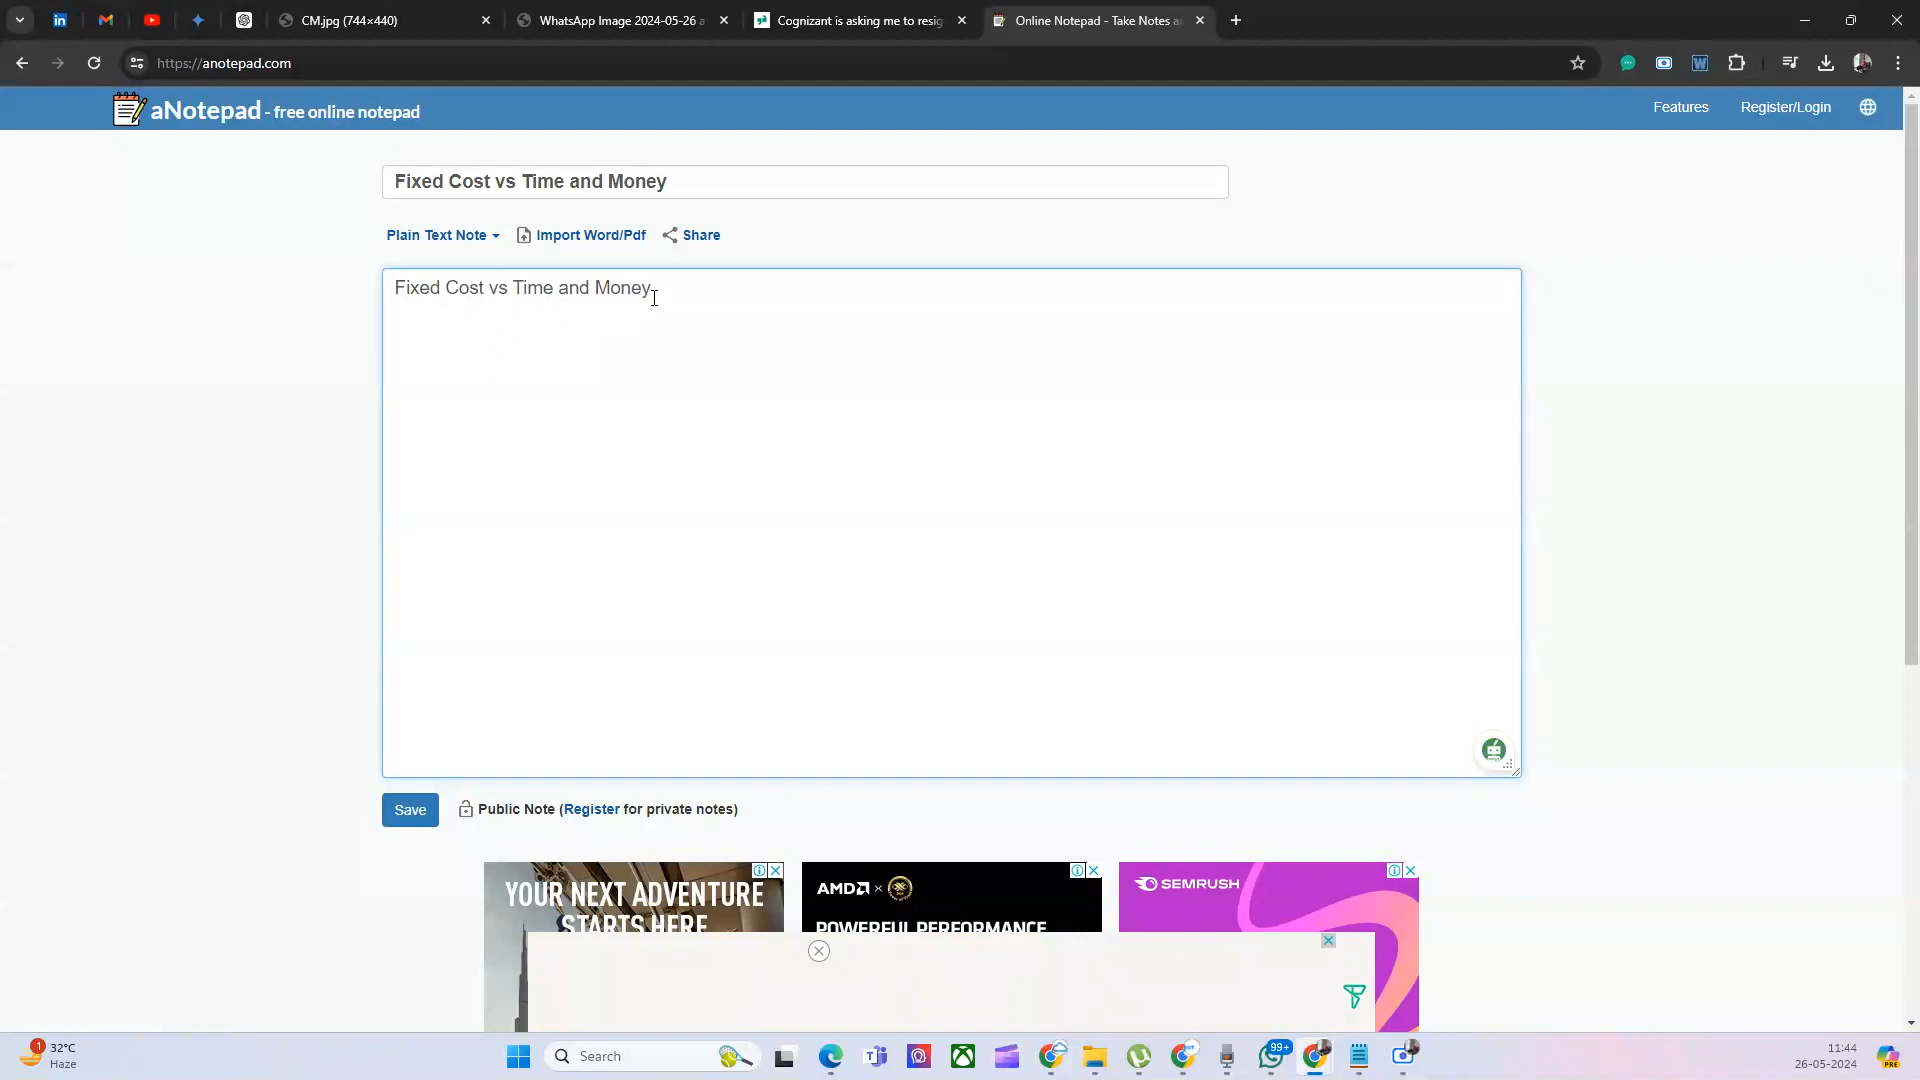 CM.jpg (744×440)
WhatsApp Image 2024-05-26 a
Cognizant is asking me to resig
Online Notepad - Take Notes a
https://anotepad.com
aNotepad - free online notepad
Features
Register/Login
Fixed Cost vs Time and Money
Plain Text Note
Import Word/Pdf
Share
Fixed Cost vs Time and Money
Save
Public Note (Register for private notes)
YOUR NEXT ADVENTURE
STARTS HERE
AMD
POWERFUL PERFORMANCE
SEMRUSH
1
32°C
Haze
Search
99+
11:44
26-05-2024
PRE